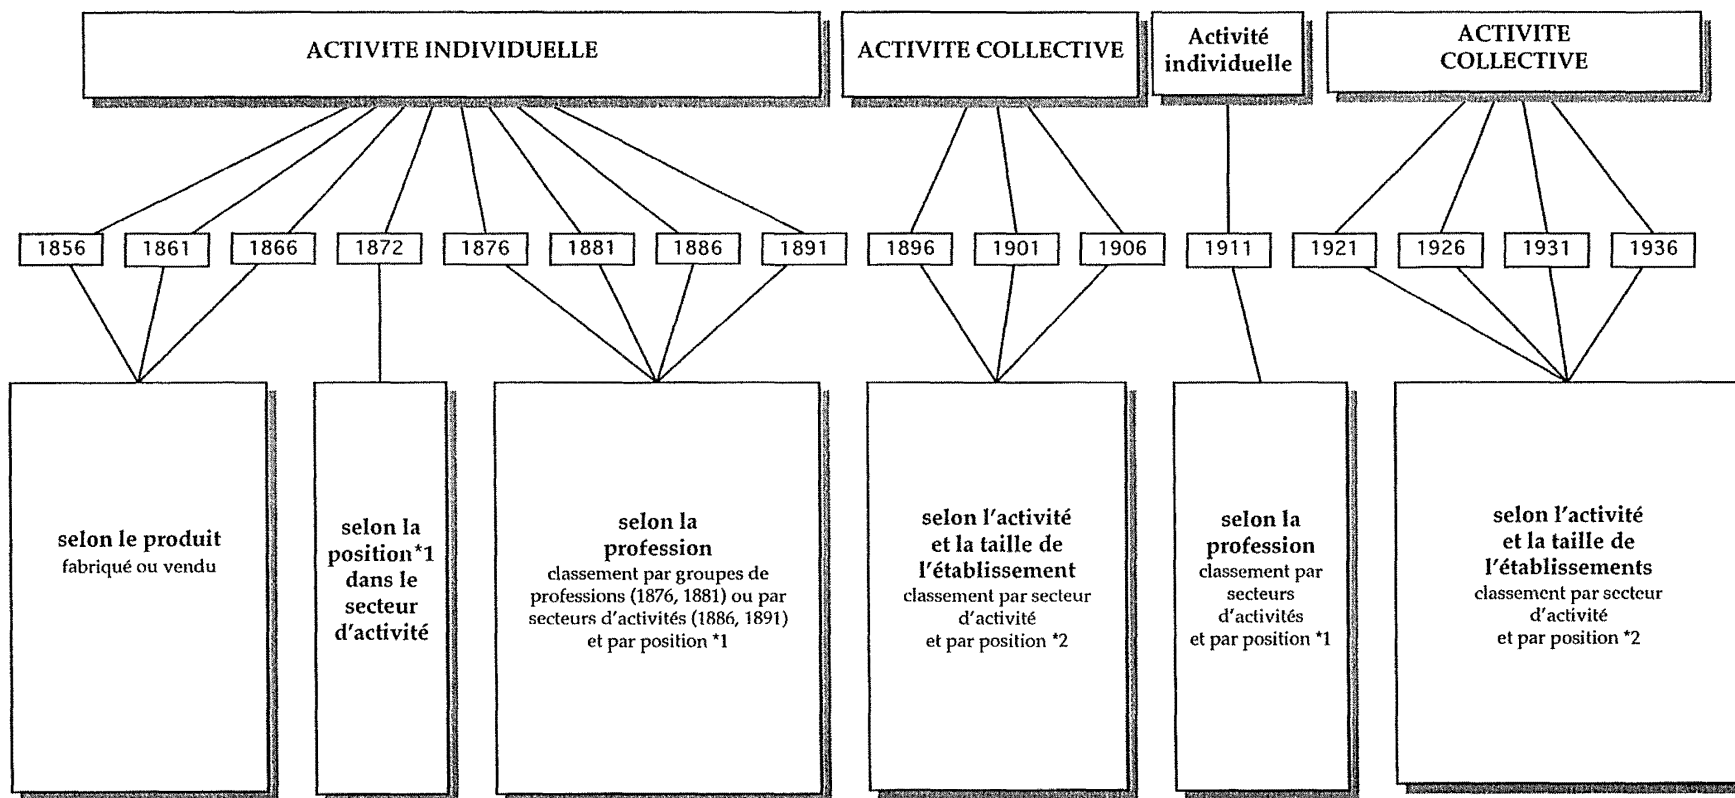 ACTIVITE INDIVIDUELLE
ACTIVITE COLLECTIVE
Activité
individuelle
ACTIVITE
COLLECTIVE
1856
1861
1866
1872
1876
1881
1886
1891
1896
1901
1906
1911
1921
1926
1931
1936
selon le produit
fabriqué ou vendu
selon la
position*1
dans le
secteur
d'activité
selon la
profession
classement par groupes de
professions (1876, 1881) ou par
secteurs d'activités (1886, 1891)
et par position *1
selon l'activité
et la taille de
l'établissement
classement par secteur
d'activité
et par position *2
selon la
profession
classement par
secteurs
d'activités
et par position *1
selon l'activité
et la taille de
l'établissements
classement par secteur
d'activité
et par position *2